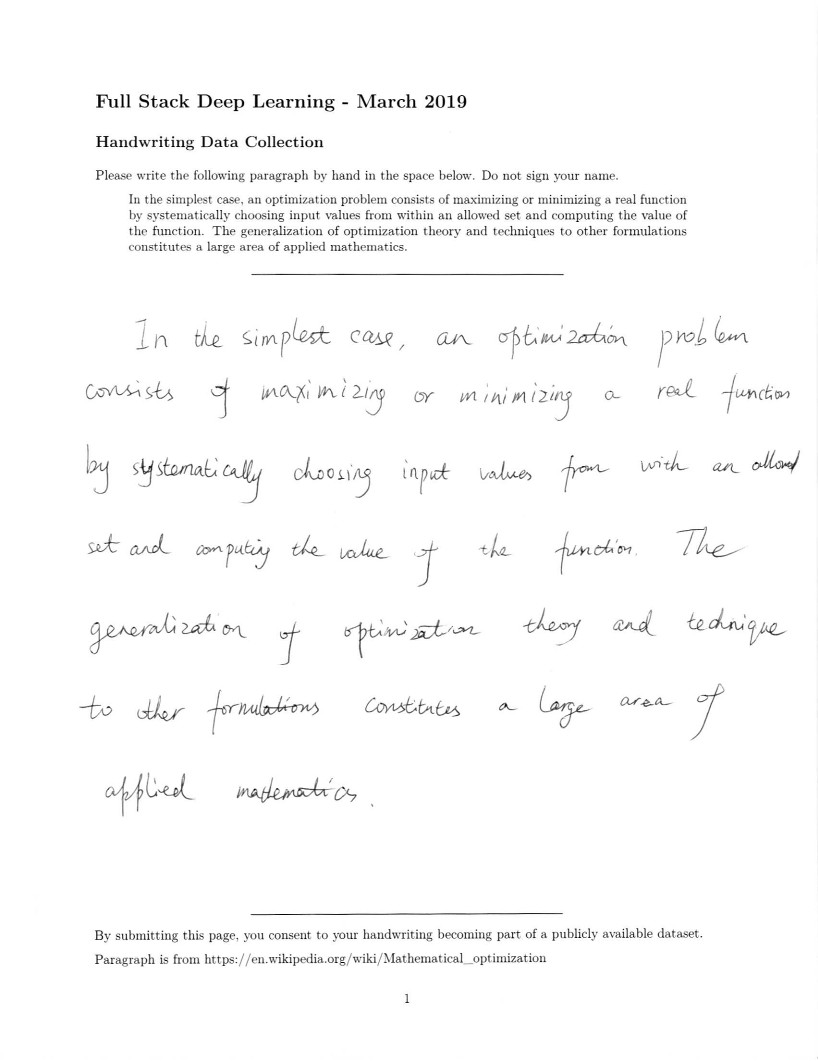 Full Stack Deep Learning - March 2019
Handwriting Data Collection
Please write the following paragraph by hand in the space below. Do not sign your name.
In the simplest case, an optimization problem consists of maximizing or minimizing a real function
by systematically choosing input values from within an allowed set and computing the value of
the function. The generalization of optimization theory and techniques to other formulations
constitutes a large area of applied mathematics.
In the simplest case, an optimization problem
consists of maximizing or minimizing a real function
by systematically choosing input values from with an allowed
set and computing the value of the function. The
generalization of optimization theory and technique
to other formulations constitutes a large area of
applied mathematics.
By submitting this page, you consent to your handwriting becoming part of a publicly available dataset.
Paragraph is from https://en.wikipedia.org/wiki/Mathematical_optimization
1